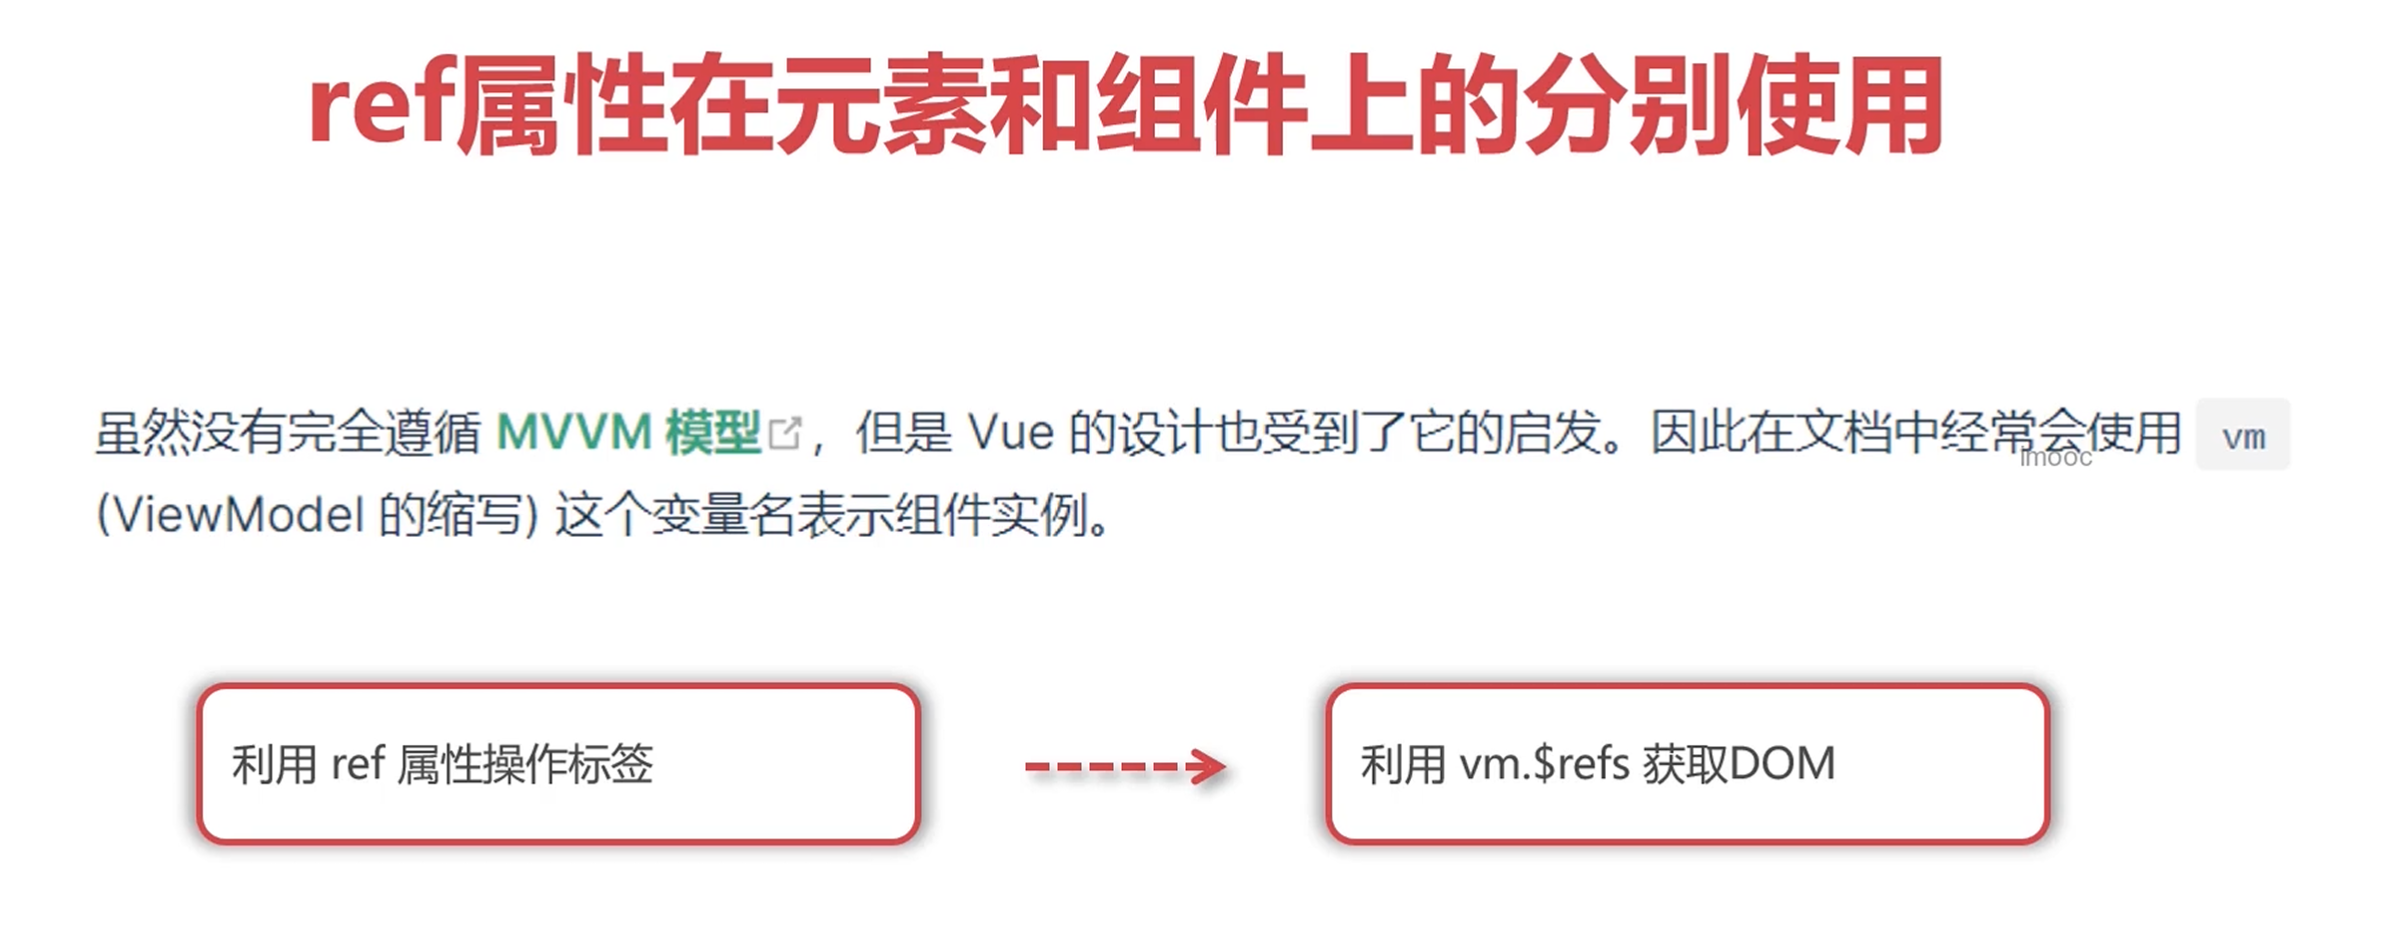 ref属性在元素和组件上的分别使用
虽然没有完全遵循 MVVM 模型，但是 Vue 的设计也受到了它的启发。因此在文档中经常会使用 vm
imooc
(ViewModel 的缩写) 这个变量名表示组件实例。
利用 ref 属性操作标签
利用 vm.$refs 获取DOM